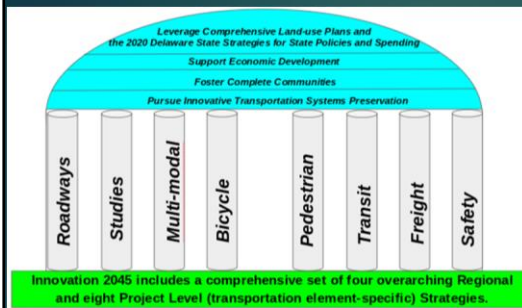 Leverage Comprehensive Land-use Plans and
the 2020 Delaware State Strategies for State Policies and Spending
Support Economic Development
Foster Complete Communities
Pursue Innovative Transportation Systems Preservation
Roadways
Studies
Multi-modal
Bicycle
Pedestrian
Transit
Freight
Safety
Innovation 2045 includes a comprehensive set of four overarching Regional
and eight Project Level (transportation element-specific) Strategies.